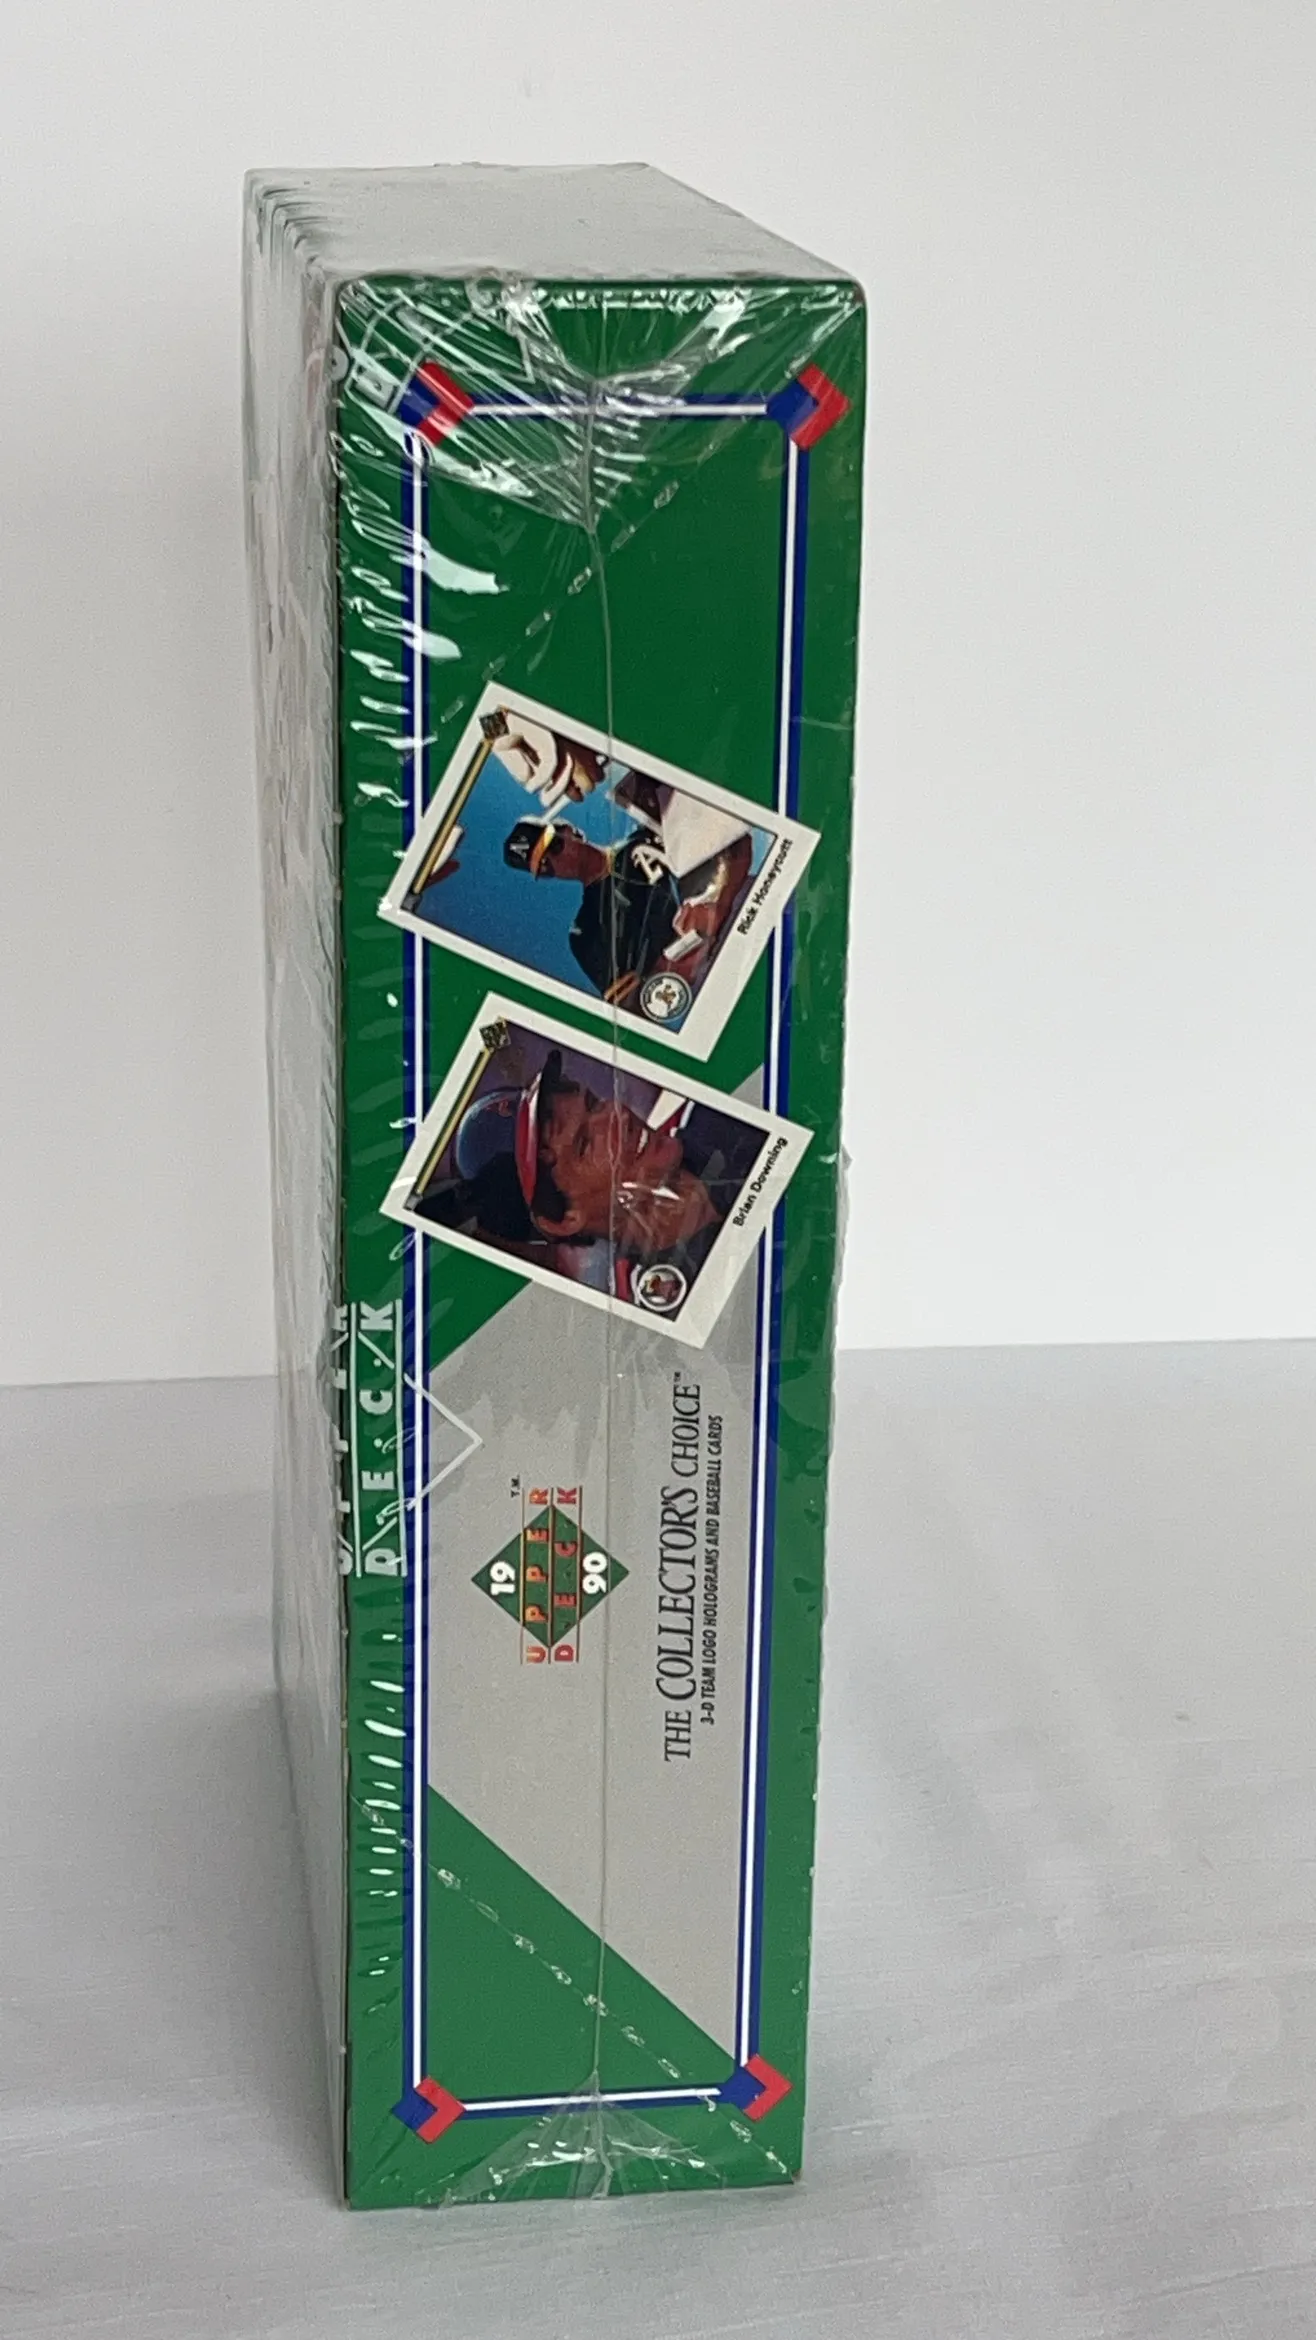 Rick Honeycutt
Brian Downing
UPPER
DECK
19 UPPER 90
DECK
T.M.
THE COLLECTOR'S CHOICE™
3-D TEAM LOGO HOLOGRAMS AND BASEBALL CARDS